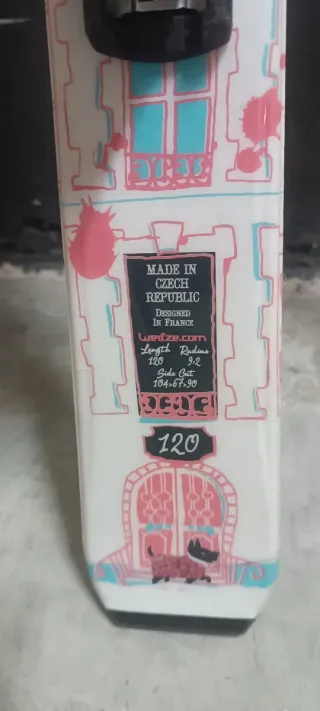 MADE IN
CZECH
REPUBLIC
DESIGNED
IN FRANCE
wedze.com
Length Radius
120 9,2
Side Cut
104>67>90
120